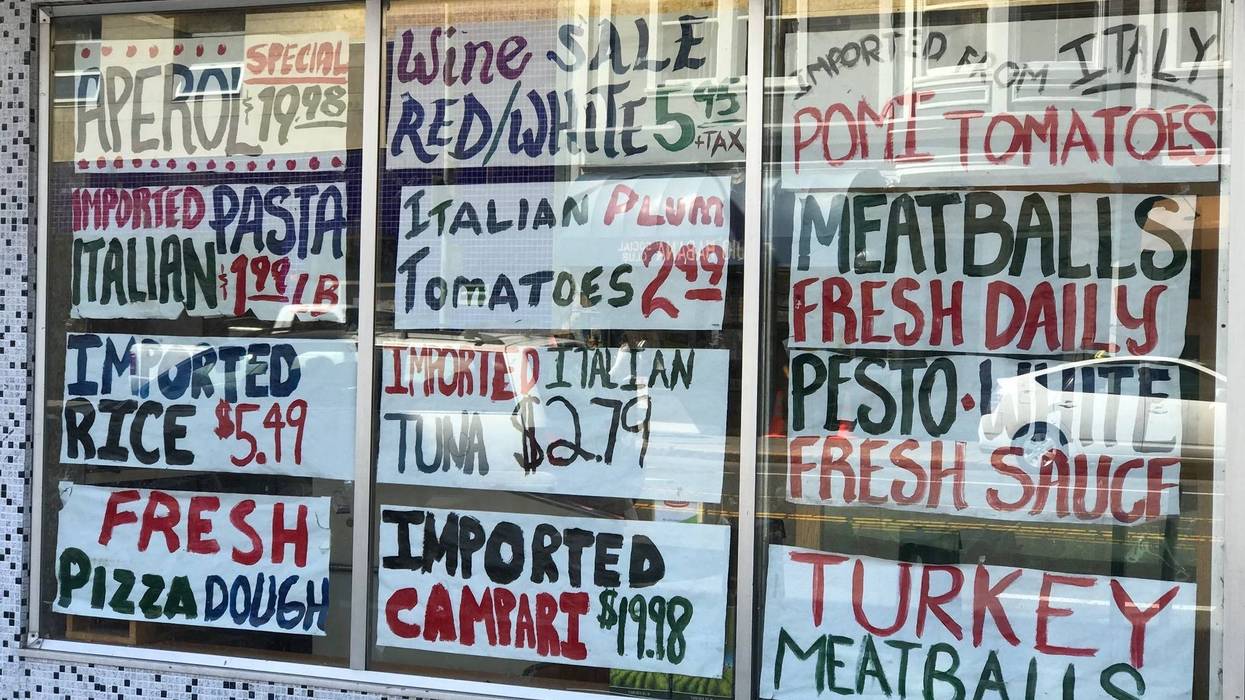 APEROL SPECIAL $19.98
IMPORTED PASTA
ITALIAN $1.99 LB
IMPORTED
RICE $5.49
FRESH
PIZZA DOUGH
Wine SALE
RED/WHITE 5.95
+TAX
ITALIAN PLUM
TOMATOES 2.99
IMPORTED ITALIAN
TUNA $2.79
IMPORTED
CAMPARI $19.98
IMPORTED FROM ITALY
POMI TOMATOES
MEATBALLS
FRESH DAILY
PESTO • WHITE
FRESH SAUCE
TURKEY
MEATBALLS